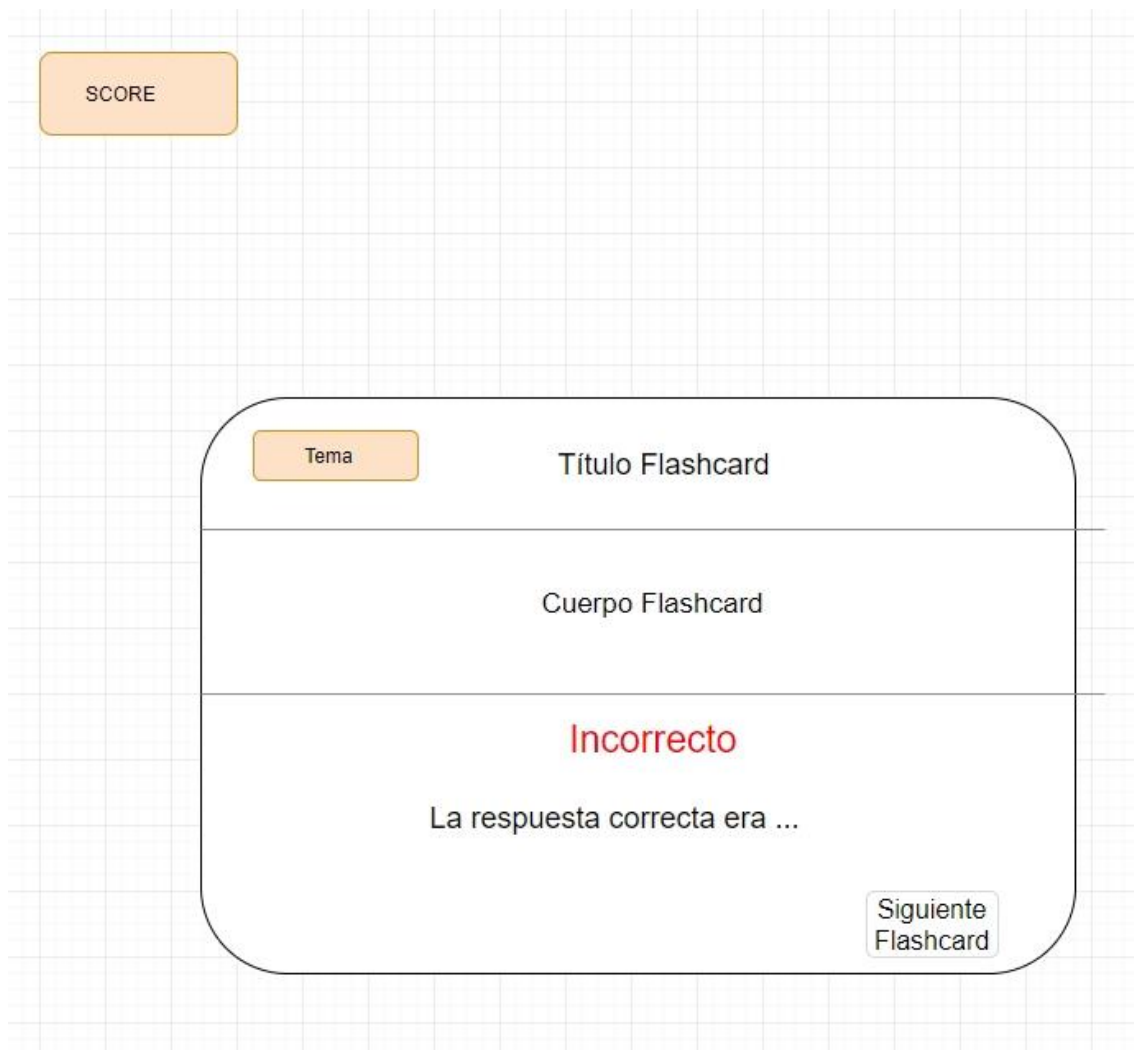 SCORE
Tema
Título Flashcard
Cuerpo Flashcard
Incorrecto
La respuesta correcta era ...
Siguiente
Flashcard